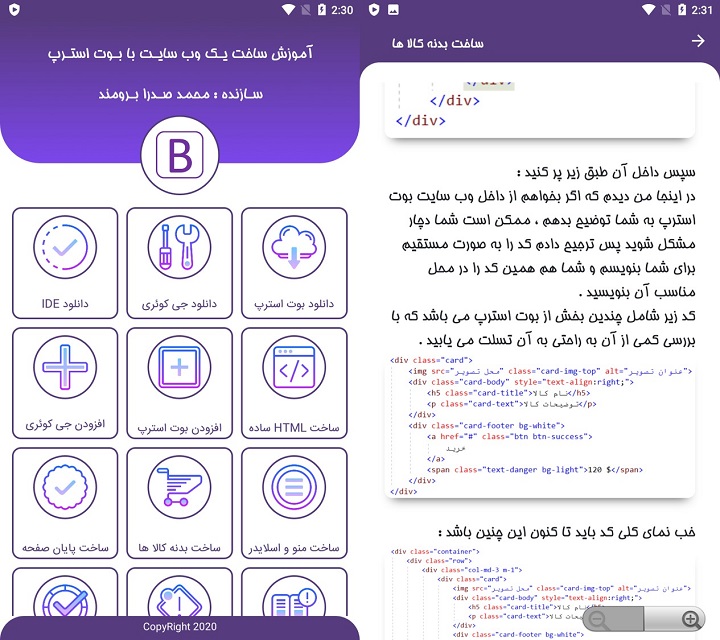 2:30
آموزش ساخت یک وب سایت با بوت استرپ
سازنده : محمد صدرا برومند
B
دانلود بوت استرپ
دانلود جی کوئری
دانلود IDE
ساخت HTML ساده
افزودن بوت استرپ
افزودن جی کوئری
ساخت منو و اسلایدر
ساخت بدنه کالا ها
ساخت پایان صفحه
CopyRight 2020
2:31
ساخت بدنه کالا ها
</div>
</div>
</div>
سپس داخل آن طبق زیر پر کنید :
در اینجا من دیدم که اگر بخواهم از داخل وب سایت بوت
استرپ به شما توضیح بدهم ، ممکن است شما دچار
مشکل شوید پس ترجیح دادم کد را به صورت مستقیم
برای شما بنویسم و شما هم همین کد را در محل
مناسب آن بنویسید .
کد زیر شامل چندین بخش از بوت استرپ می باشد که با
بررسی کمی از آن به راحتی به آن تسلت می یابید .
<div class="card">
<img src="محل تصویر" class="card-img-top" alt="عنوان تصویر">
<div class="card-body" style="text-align:right;">
<h5 class="card-title">نام کالا</h5>
<p class="card-text">توضیحات کالا</p>
</div>
<div class="card-footer bg-white">
<a href="#" class="btn btn-success">
خرید
</a>
<span class="text-danger bg-light">120 $</span>
</div>
</div>
خب نمای کلی کد باید تا کنون این چنین باشد :
<div class="container">
<div class="row">
<div class="col-md-3 m-1">
<div class="card">
<img src="محل تصویر" class="card-img-top" alt="عنوان تصویر">
<div class="card-body" style="text-align:right;">
<h5 class="card-title">نام کالا</h5>
<p class="card-text">توضیحات کالا
</div>
<div class="card-footer bg-white">